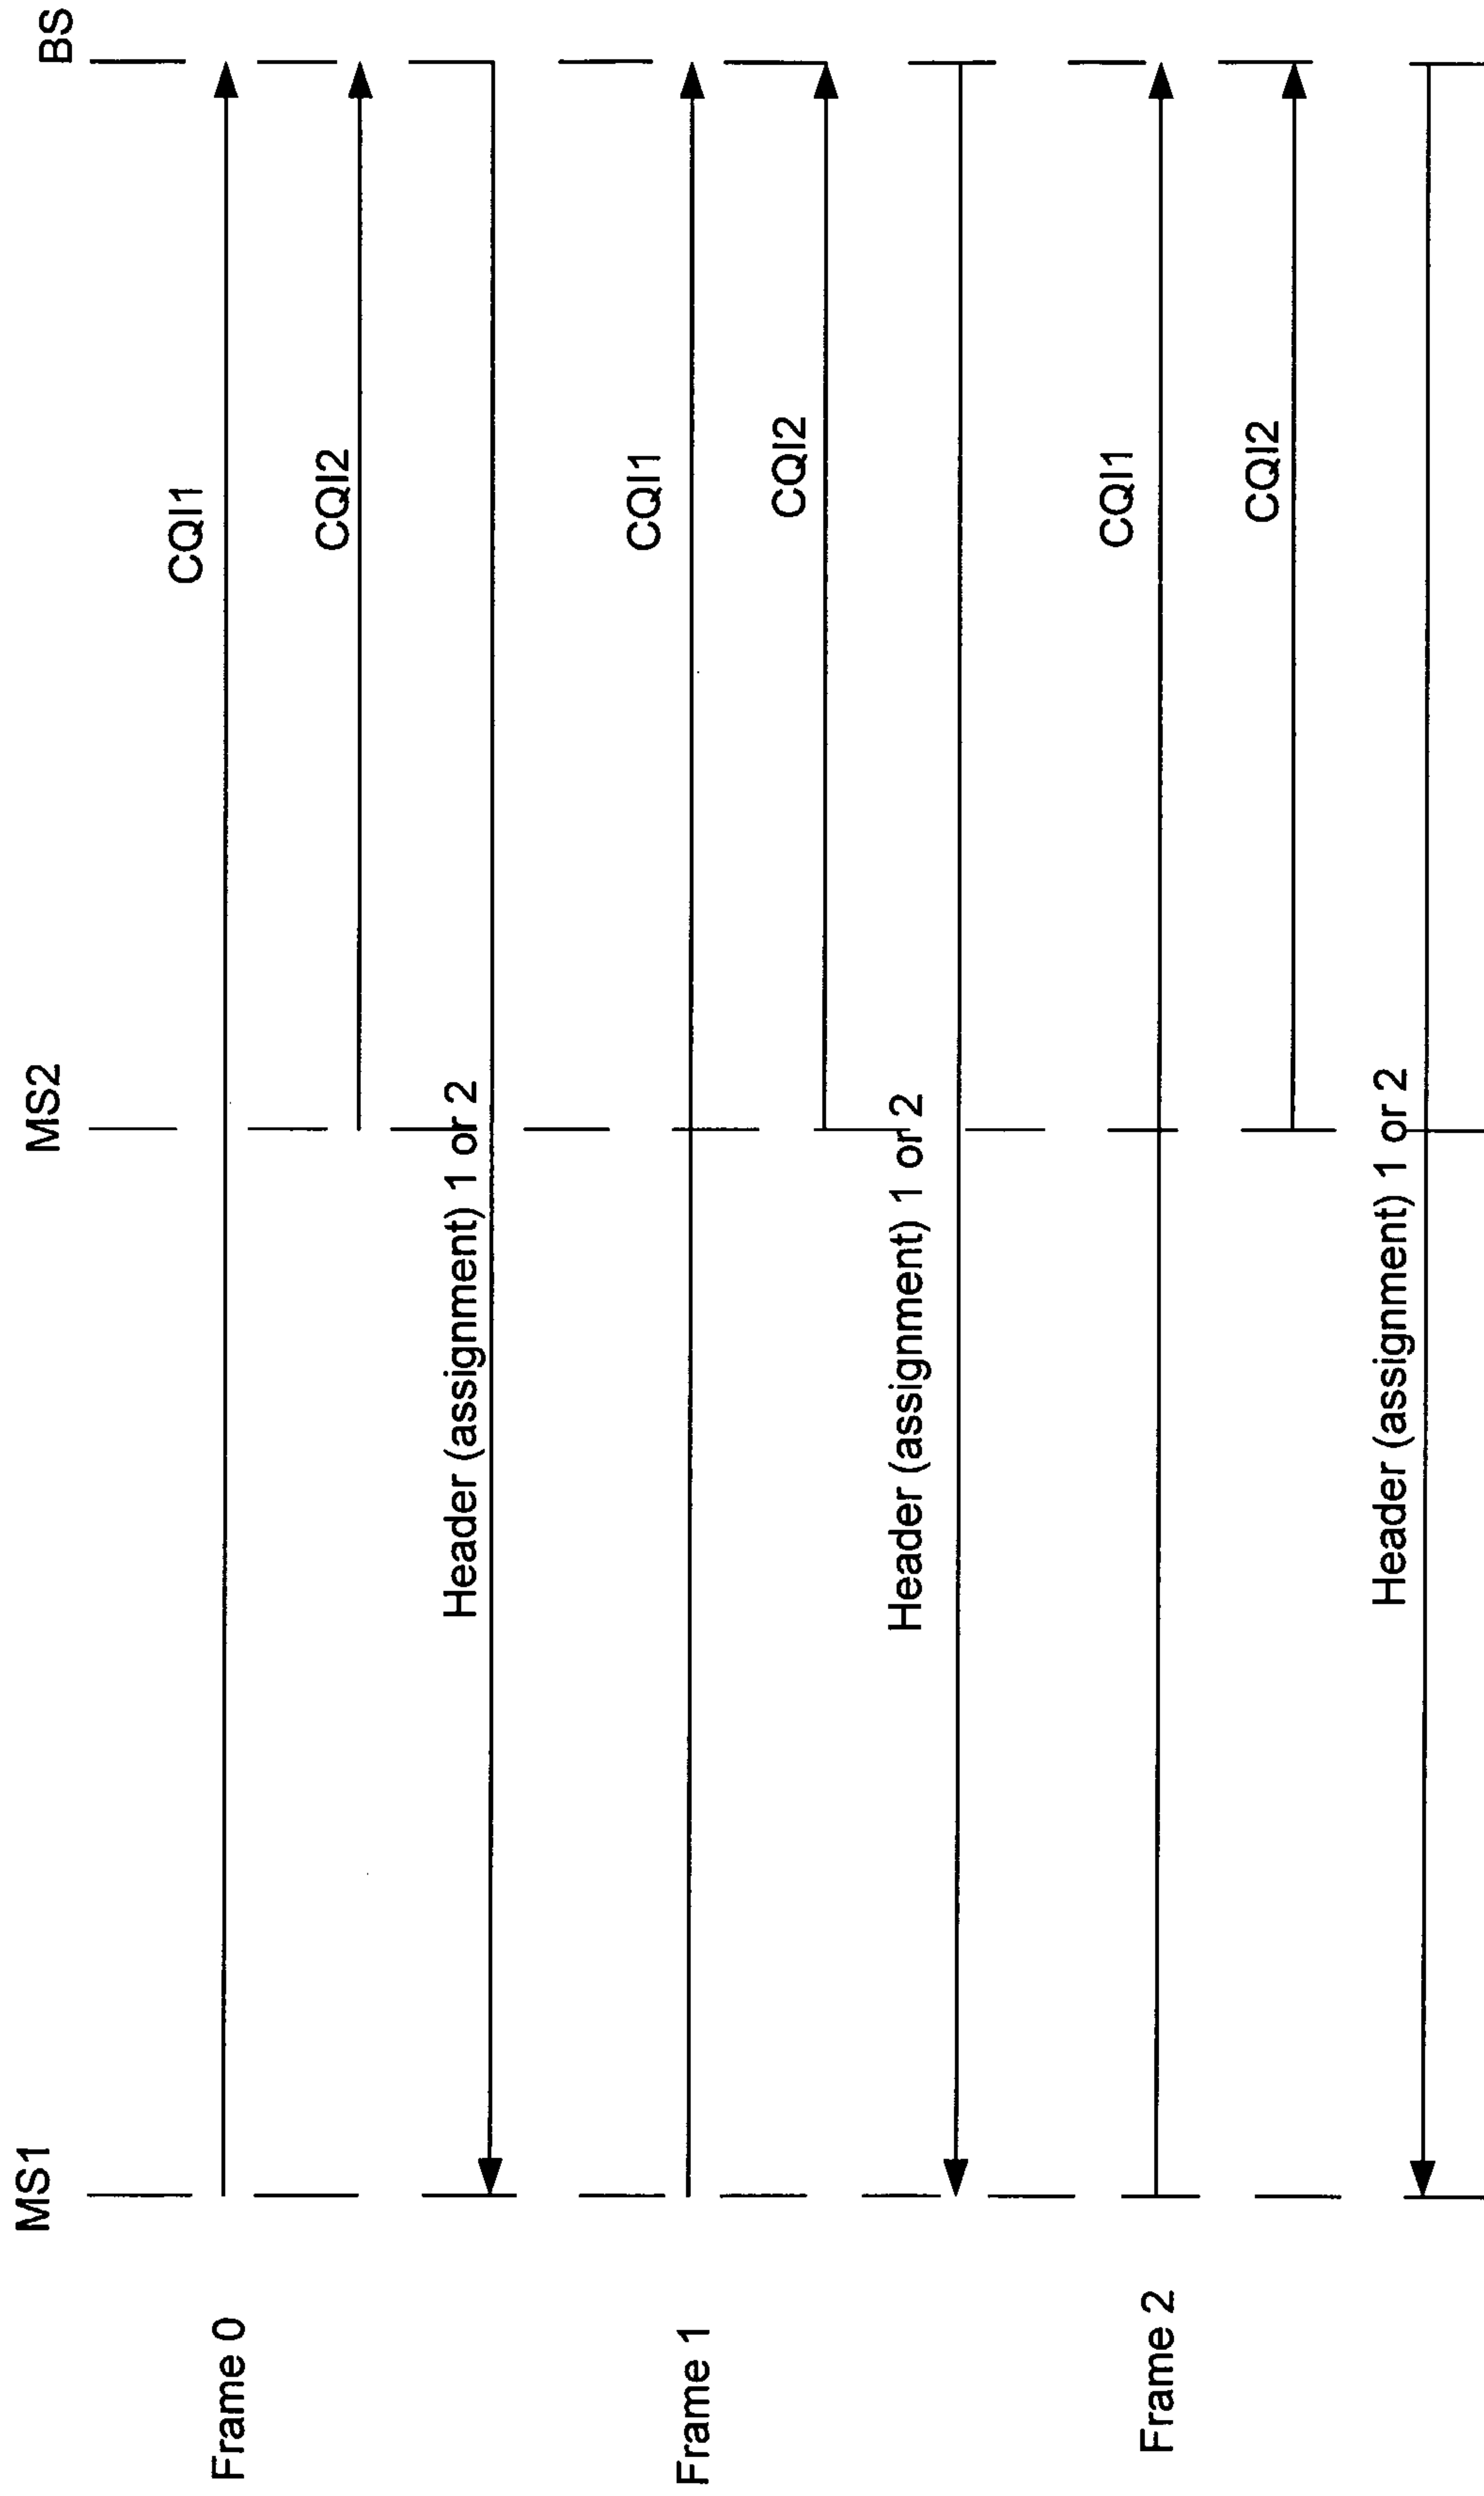 MS1
MS2
BS
Frame 0
CQI1
CQI2
Header (assignment) 1 or 2
Frame 1
CQI1
CQI2
Header (assignment) 1 or 2
Frame 2
CQI1
CQI2
Header (assignment) 1 or 2